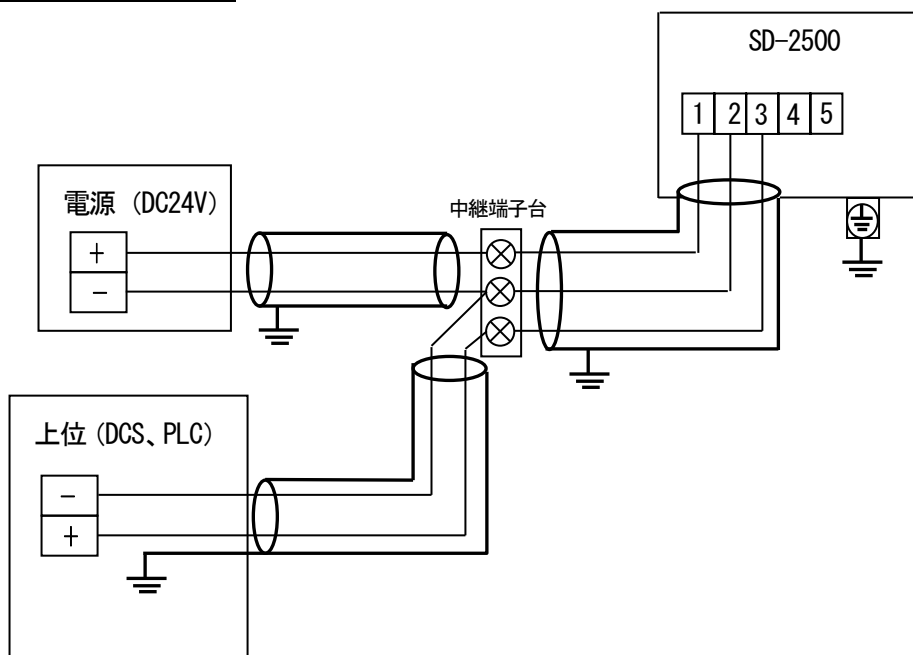 SD-2500
1 2 3 4 5
電源 (DC24V)
+
-
中継端子台
上位 (DCS、PLC)
-
+